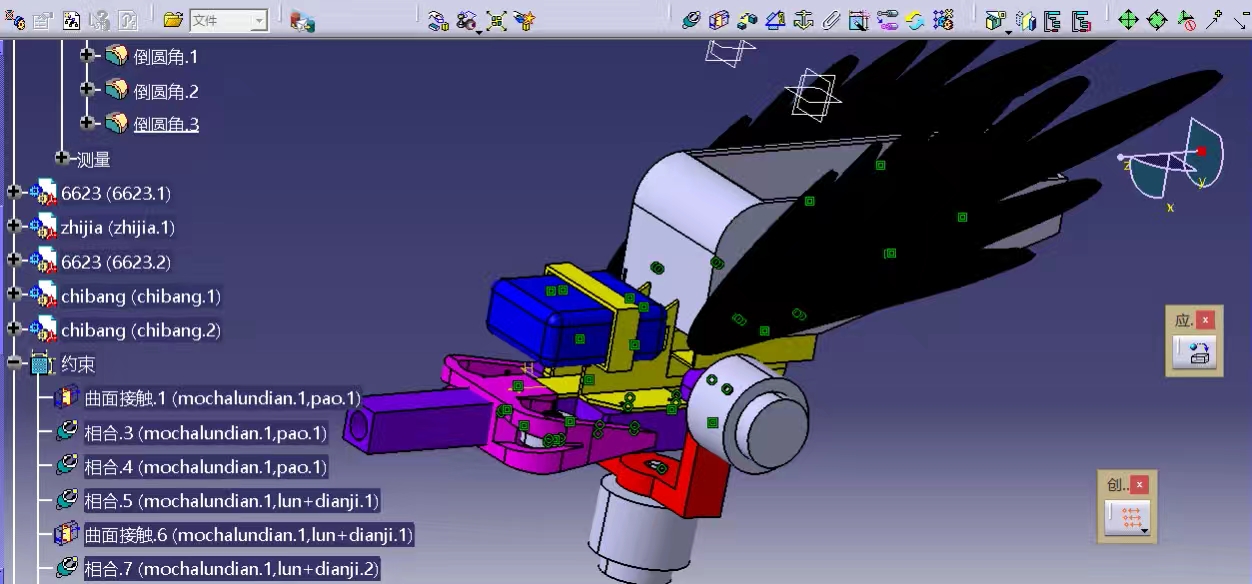 文件
倒圆角.1
倒圆角.2
倒圆角.3
测量
6623 (6623.1)
zhijia (zhijia.1)
6623 (6623.2)
chibang (chibang.1)
chibang (chibang.2)
约束
曲面接触.1 (mochalundian.1,pao.1)
相合.3 (mochalundian.1,pao.1)
相合.4 (mochalundian.1,pao.1)
相合.5 (mochalundian.1,lun+dianji.1)
曲面接触.6 (mochalundian.1,lun+dianji.1)
相合.7 (mochalundian.1,lun+dianji.2)
z
y
x
应.. x
创.. x